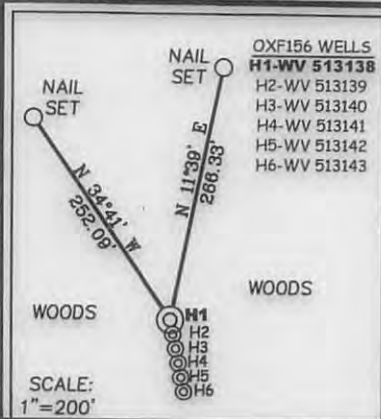 OXF156 WELLS
H1-WV 513138
H2-WV 513139
H3-WV 513140
H4-WV 513141
H5-WV 513142
H6-WV 513143
NAIL
SET
NAIL
SET
N 34°41' W
252.09'
N 11°39' E
266.33'
WOODS
WOODS
H1
H2
H3
H4
H5
H6
SCALE:
1"=200'